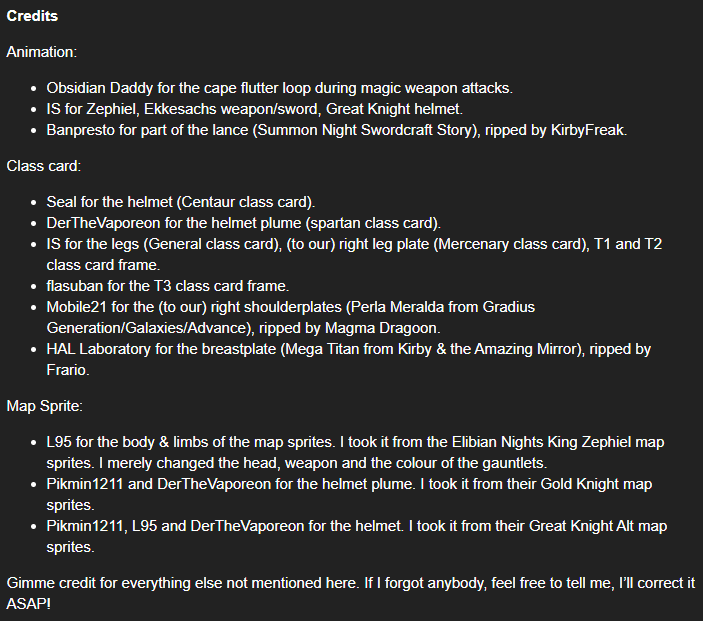 Credits
Animation:
• Obsidian Daddy for the cape flutter loop during magic weapon attacks.
• IS for Zephiel, Ekkesachs weapon/sword, Great Knight helmet.
• Banpresto for part of the lance (Summon Night Swordcraft Story), ripped by KirbyFreak.
Class card:
• Seal for the helmet (Centaur class card).
• DerTheVaporeon for the helmet plume (spartan class card).
• IS for the legs (General class card), (to our) right leg plate (Mercenary class card), T1 and T2
class card frame.
• flasuban for the T3 class card frame.
• Mobile21 for the (to our) right shoulderplates (Perla Meralda from Gradius
Generation/Galaxies/Advance), ripped by Magma Dragoon.
• HAL Laboratory for the breastplate (Mega Titan from Kirby & the Amazing Mirror), ripped by
Frario.
Map Sprite:
• L95 for the body & limbs of the map sprites. I took it from the Elibian Nights King Zephiel map
sprites. I merely changed the head, weapon and the colour of the gauntlets.
• Pikmin1211 and DerTheVaporeon for the helmet plume. I took it from their Gold Knight map
sprites.
• Pikmin1211, L95 and DerTheVaporeon for the helmet. I took it from their Great Knight Alt map
sprites.
Gimme credit for everything else not mentioned here. If I forgot anybody, feel free to tell me, I’ll correct it
ASAP!